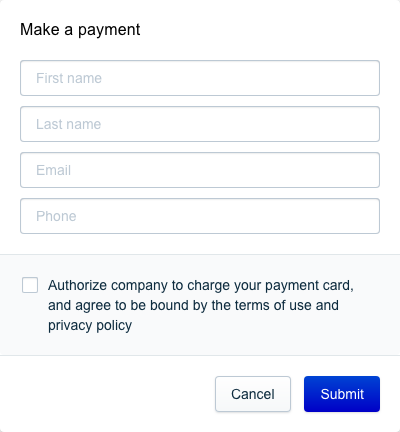 Make a payment
First name
Last name
Email
Phone
Authorize company to charge your payment card,
and agree to be bound by the terms of use and
privacy policy
Cancel
Submit